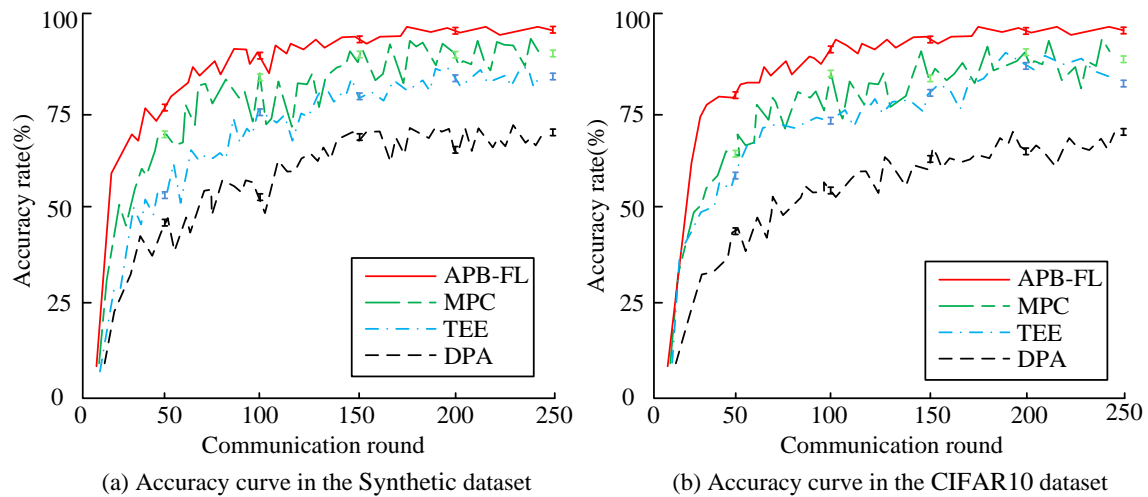 100
75
50
25
0
Accuracy rate(%)
0 50 100 150 200 250
Communication round
APB-FL
MPC
TEE
DPA
(a) Accuracy curve in the Synthetic dataset
100
75
50
25
0
Accuracy rate(%)
0 50 100 150 200 250
Communication round
APB-FL
MPC
TEE
DPA
(b) Accuracy curve in the CIFAR10 dataset